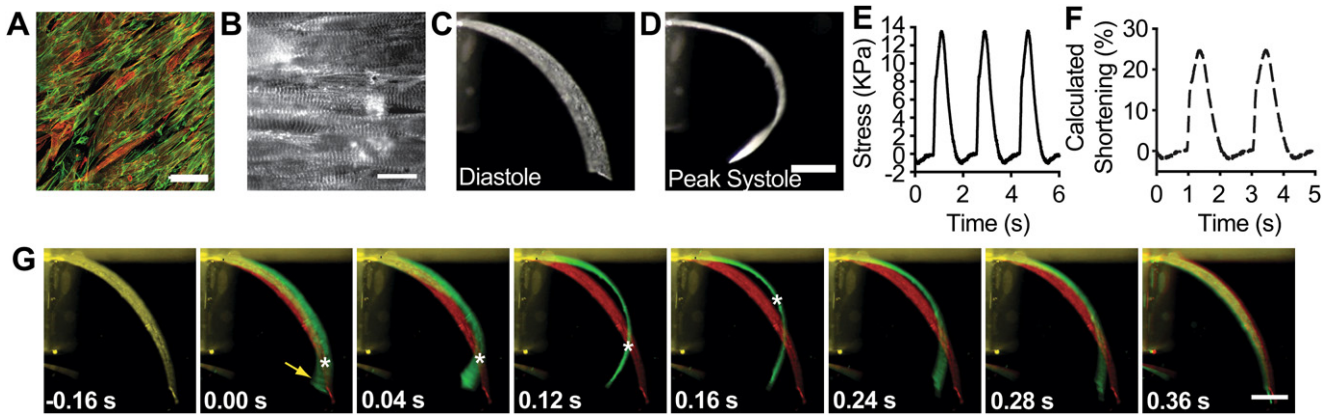 A
B
C
Diastole
D
Peak Systole
E
Stress (KPa)
14
12
10
8
6
4
2
0
-2
0 2 4 6
Time (s)
F
Calculated
Shortening (%)
30
20
10
0
0 1 2 3 4 5
Time (s)
G
-0.16 s
0.00 s
*
0.04 s
*
0.12 s
*
0.16 s
*
0.24 s
0.28 s
0.36 s